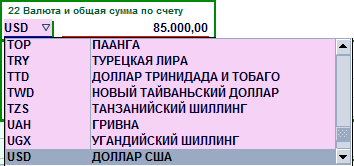 22 Валюта и общая сумма по счету
USD 85.000,00
TOP ПААНГА
TRY ТУРЕЦКАЯ ЛИРА
TTD ДОЛЛАР ТРИНИДАДА И ТОБАГО
TWD НОВЫЙ ТАЙВАНЬСКИЙ ДОЛЛАР
TZS ТАНЗАНИЙСКИЙ ШИЛЛИНГ
UAH ГРИВНА
UGX УГАНДИЙСКИЙ ШИЛЛИНГ
USD ДОЛЛАР США